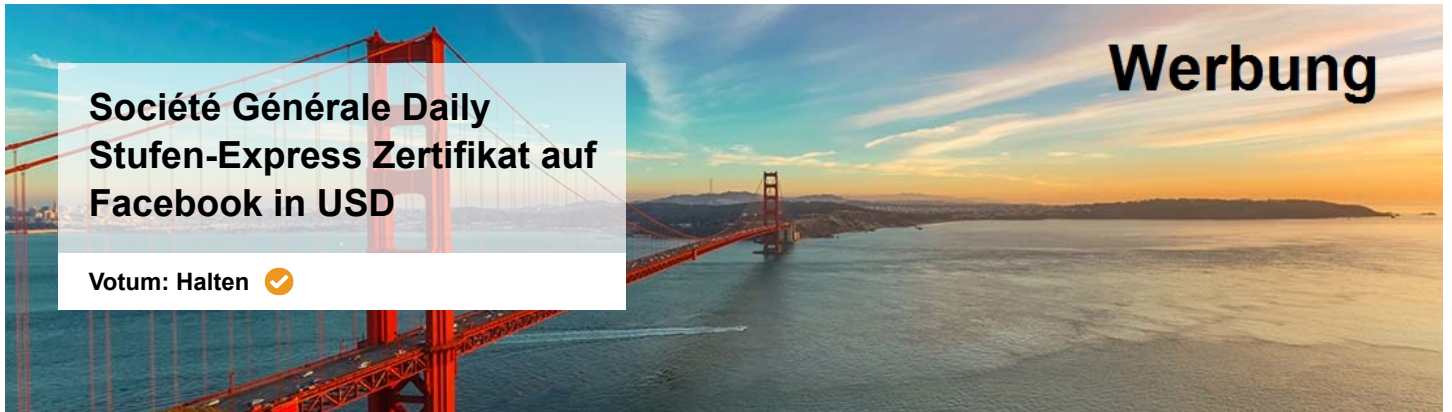 Werbung
Société Générale Daily
Stufen-Express Zertifikat auf
Facebook in USD
Votum: Halten